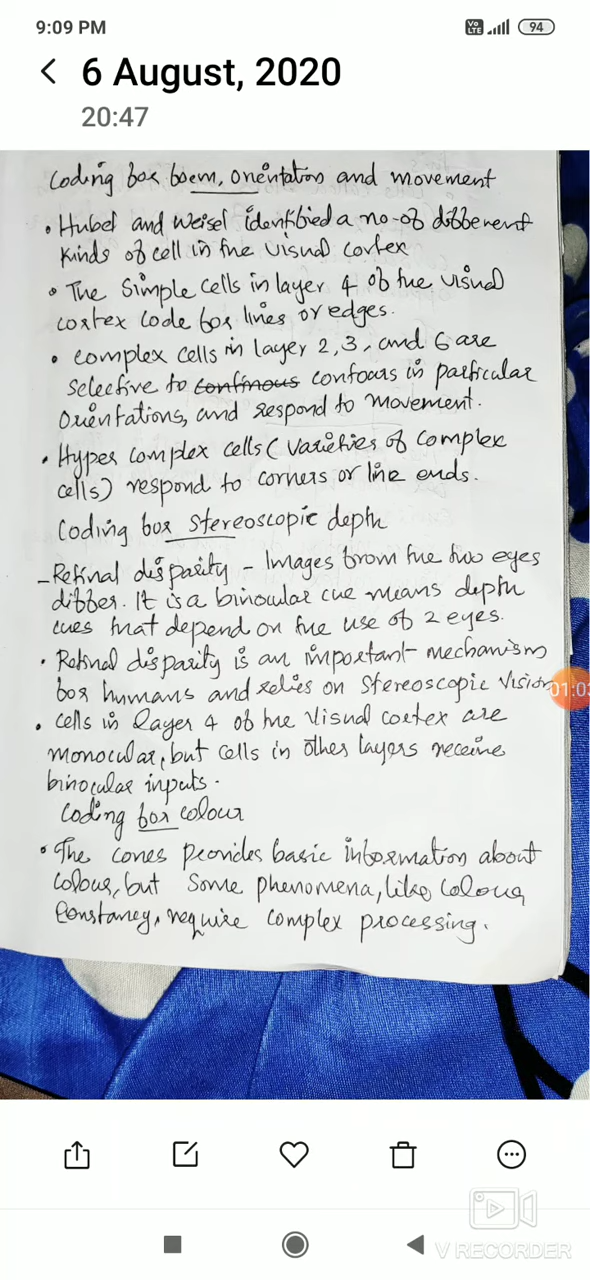 9:09 PM
Vo LTE 94
6 August, 2020
20:47
Coding for form, orientation and movement
• Hubel and Weisel identified a no-of different
kinds of cell in the visual cortex
• The Simple cells in layer 4 of the visual
cortex code for lines or edges.
• complex cells in layer 2, 3, and 6 are
selective to continous contours in particular
orientations, and respond to movement.
• Hyper complex cells (varieties of complex
cells) respond to corners or line ends.
Coding for stereoscopic depth
- Retinal disparity - Images from the two eyes
differ. It is a binocular cue means depth
cues that depend on the use of 2 eyes.
• Retinal disparity is an important mechanism
for humans and relies on stereoscopic vision
01:03
• cells in layer 4 of the visual cortex are
monocular, but cells in other layers receive
binocular inputs.
Coding for colour
• The cones provides basic information about
colour, but some phenomena, like colour
constancy, require complex processing.
V RECORDER